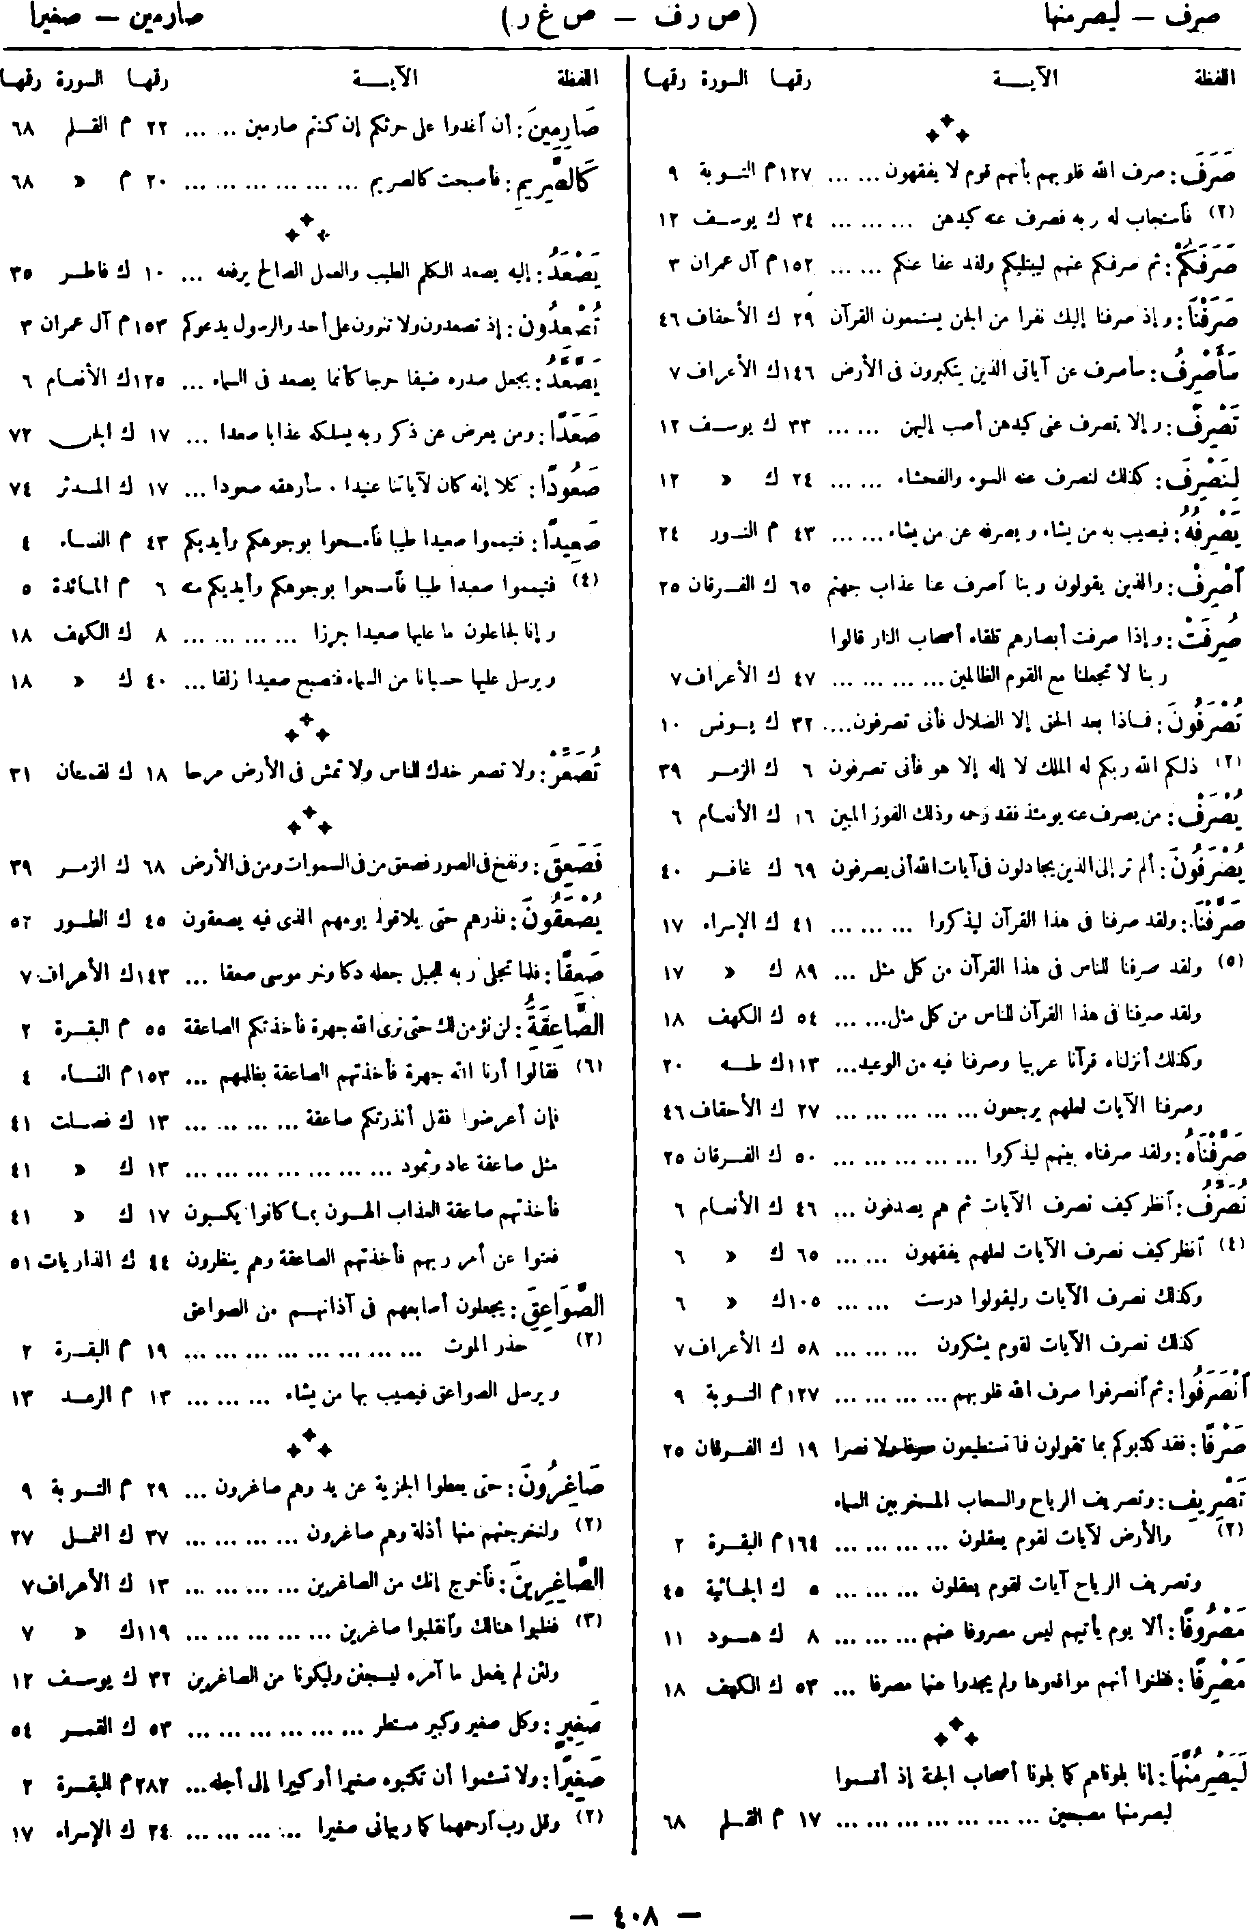 صرف – ليصرمنها
(ص ر ف – ص غ ر)
صارمين – صغيرا
اللفظة الآيــة رقمها السورة رقمها
صَرَفَ: صرف الله قلوبهم بأنهم قوم لا يفقهون ... ... ١٢٧ م التوبة ٩
(٢) فاستجاب له ربه فصرف عنه كيدهن ... ... ... ٣٤ ك يوسف ١٢
صَرَفَكُمْ: ثم صرفكم عنهم ليبتليكم ولقد عفا عنكم ... ... ١٥٢ م آل عمران ٣
صَرَفْنَا: وإذ صرفنا إليك نفرا من الجن يستمعون القرآن ٢٩ ك الأحقاف ٤٦
سَأَصْرِفُ: سأصرف عن آياتى الذين يتكبرون فى الأرض ١٤٦ ك الأعراف ٧
تَصْرِفْ: وإلا تصرف عنى كيدهن أصب إليهن ... ... ٣٣ ك يوسف ١٢
لِنَصْرِفَ: كذلك لنصرف عنه السوء والفحشاء ... ... ٢٤ ك » ١٢
يَصْرِفُهُ: فيصيب به من يشاء ويصرفه عن من يشاء ... ... ٤٣ م النور ٢٤
اَصْرِفْ: والذين يقولون ربنا أصرف عنا عذاب جهنم ٦٥ ك الفرقان ٢٥
صُرِفَتْ: وإذا صرفت أبصارهم تلقاء أصحاب النار قالوا
ربنا لا تجعلنا مع القوم الظالمين ... ... ... ... ٤٧ ك الأعراف ٧
تُصْرَفُونَ: فماذا بعد الحق إلا الضلال فأنى تصرفون .... ٣٢ ك يونس ١٠
(٢) ذلكم الله ربكم له الملك لا إله إلا هو فأنى تصرفون ٦ ك الزمر ٣٩
يُصْرَفْ: من يصرف عنه يومئذ فقد رحمه وذلك الفوز المبين ١٦ ك الأنعام ٦
يُصْرَفُونَ: ألم تر إلى الذين يجادلون فى آيات الله أنى يصرفون ٦٩ ك غافر ٤٠
صَرَّفْنَا: ولقد صرفنا فى هذا القرآن ليذكروا ... ... ... ٤١ ك الإسراء ١٧
(٥) ولقد صرفنا للناس فى هذا القرآن من كل مثل ... ٨٩ ك » ١٧
ولقد صرفنا فى هذا القرآن للناس من كل مثل ... ... ٥٤ ك الكهف ١٨
وكذلك أنزلناه قرآنا عربيا وصرفنا فيه من الوعيد ... ١١٣ ك طـه ٢٠
وصرفنا الآيات لعلهم يرجعون ... ... ... ... ... ٢٧ ك الأحقاف ٤٦
صَرَّفْنَاهُ: ولقد صرفناه بينهم ليذكروا ... ... ... ... ... ٥٠ ك الفرقان ٢٥
نُصَرِّفُ: أنظر كيف نصرف الآيات ثم هم يصدفون ... ٤٦ ك الأنعام ٦
(٤) أنظر كيف نصرف الآيات لعلهم يفقهون ... ... ٦٥ ك » ٦
وكذلك نصرف الآيات وليقولوا درست ... ... ١٠٥ ك » ٦
كذلك نصرف الآيات لقوم يشكرون ... ... ... ٥٨ ك الأعراف ٧
اَنْصَرَفُوا: ثم أنصرفوا صرف الله قلوبهم ... ... ... ... ١٢٧ م التوبة ٩
صَرْفًا: فقد كذبوكم بما تقولون فما تستطيعون صرفا ولا نصرا ١٩ ك الفرقان ٢٥
تَصْرِيفِ: وتصريف الرياح والسحاب المسخر بين السماء
(٢) والأرض لآيات لقوم يعقلون ... ... ... ... ١٦٤ م البقرة ٢
وتصريف الرياح آيات لقوم يعقلون ... ... ... ٥ ك الجاثية ٤٥
مَصْرُوفًا: ألا يوم يأتيهم ليس مصروفا عنهم ... ... ... ٨ ك هود ١١
مَصْرِفًا: فظنوا أنهم مواقعوها ولم يجدوا عنها مصرفا ... ٥٣ ك الكهف ١٨
لَيَصْرِمُنَّهَا: إنا بلوناهم كما بلونا أصحاب الجنة إذ أقسموا
ليصرمنها مصبحين ... ... ... ... ... ... ... ١٧ م القلم ٦٨
اللفظة الآيــة رقمها السورة رقمها
صَارِمِينَ: أن أغدوا على حرثكم إن كنتم صارمين ... ... ٢٢ م القلم ٦٨
كَالصَّرِيمِ: فأصبحت كالصريم ... ... ... ... ... ... ٢٠ م » ٦٨
يَصْعَدُ: إليه يصعد الكلم الطيب والعمل الصالح يرفعه ... ١٠ ك فاطر ٣٥
تُصْعِدُون: إذ تصعدون ولا تلوون على أحد والرسول يدعوكم ١٥٣ م آل عمران ٣
يَصَّعَّدُ: يجعل صدره ضيقا حرجا كأنما يصعد فى السماء ... ١٢٥ ك الأنعام ٦
صَعَدًا: ومن يعرض عن ذكر ربه يسلكه عذابا صعدا ... ١٧ ك الجن ٧٢
صَعُودًا: كلا إنه كان لآياتنا عنيدا . سأرهقه صعودا ... ١٧ ك المدثر ٧٤
صَعِيدًا: فتيمموا صعيدا طيبا فأمسحوا بوجوهكم وأيديكم ٤٣ م النساء ٤
(٤) فتيمموا صعيدا طيبا فأمسحوا بوجوهكم وأيديكم منه ٦ م المائدة ٥
وإنا لجاعلون ما عليها صعيدا جرزا ... ... ... ... ٨ ك الكهف ١٨
ويرسل عليها حسبانا من السماء فتصبح صعيدا زلقا ... ٤٠ ك » ١٨
تُصَعِّرْ: ولا تصعر خدك للناس ولا تمش فى الأرض مرحا ١٨ ك لقمان ٣١
فَصَعِقَ: ونفخ فى الصور فصعق من فى السموات ومن فى الأرض ٦٨ ك الزمر ٣٩
يُصْعَقُونَ: فذرهم حتى يلاقوا يومهم الذى فيه يصعقون ٤٥ ك الطور ٥٢
صَعِقًا: فلما تجلى ربه للجبل جعله دكا وخر موسى صعقا ... ١٤٣ ك الأعراف ٧
الصَّاعِقَةُ: لن نؤمن لك حتى نرى الله جهرة فأخذتكم الصاعقة ٥٥ م البقرة ٢
(٦) فقالوا أرنا الله جهرة فأخذتهم الصاعقة بظلمهم ... ١٥٣ م النساء ٤
فإن أعرضوا فقل أنذرتكم صاعقة ... ... ... ... ١٣ ك فصلت ٤١
مثل صاعقة عاد وثمود ... ... ... ... ... ... ... ١٣ ك » ٤١
فأخذتهم صاعقة العذاب الهون بما كانوا يكسبون ١٧ ك » ٤١
فعتوا عن أمر ربهم فأخذتهم الصاعقة وهم ينظرون ٤٤ ك الذاريات ٥١
الصَّوَاعِقِ: يجعلون أصابعهم فى آذانهم من الصواعق
(٢) حذر الموت ... ... ... ... ... ... ... ... ١٩ م البقرة ٢
ويرسل الصواعق فيصيب بها من يشاء ... ... ... ١٣ م الرعد ١٣
صَاغِرُونَ: حتى يعطوا الجزية عن يد وهم صاغرون ... ٢٩ م التوبة ٩
(٢) ولنخرجنهم منها أذلة وهم صاغرون ... ... ... ... ٣٧ ك النمل ٢٧
الصَّاغِرِينَ: فأخرج إنك من الصاغرين ... ... ... ... ١٣ ك الأعراف ٧
(٣) فغلبوا هنالك وأنقلبوا صاغرين ... ... ... ... ... ١١٩ ك » ٧
ولئن لم يفعل ما آمره ليسجنن وليكونا من الصاغرين ٣٢ ك يوسف ١٢
صَغِيرٍ: وكل صغير وكبير مستطر ... ... ... ... ... ... ٥٣ ك القمر ٥٤
صَغِيرًا: ولا تسئموا أن تكتبوه صغيرا أو كبيرا إلى أجله ... ٢٨٢ م البقرة ٢
(٢) وقل رب أرحمهما كما ربيانى صغيرا ... ... ... ... ٢٤ ك الإسراء ١٧
– ٤٠٨ –